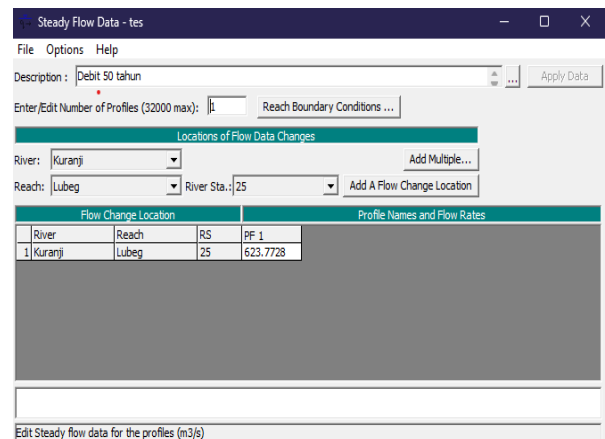 Steady Flow Data - tes
File Options Help
Description : Debit 50 tahun ... Apply Data
Enter/Edit Number of Profiles (32000 max): 1 Reach Boundary Conditions ...
Locations of Flow Data Changes
River: Kuranji Add Multiple...
Reach: Lubeg River Sta.: 25 Add A Flow Change Location
Flow Change Location Profile Names and Flow Rates
River Reach RS PF 1
1 Kuranji Lubeg 25 623.7728
Edit Steady flow data for the profiles (m3/s)